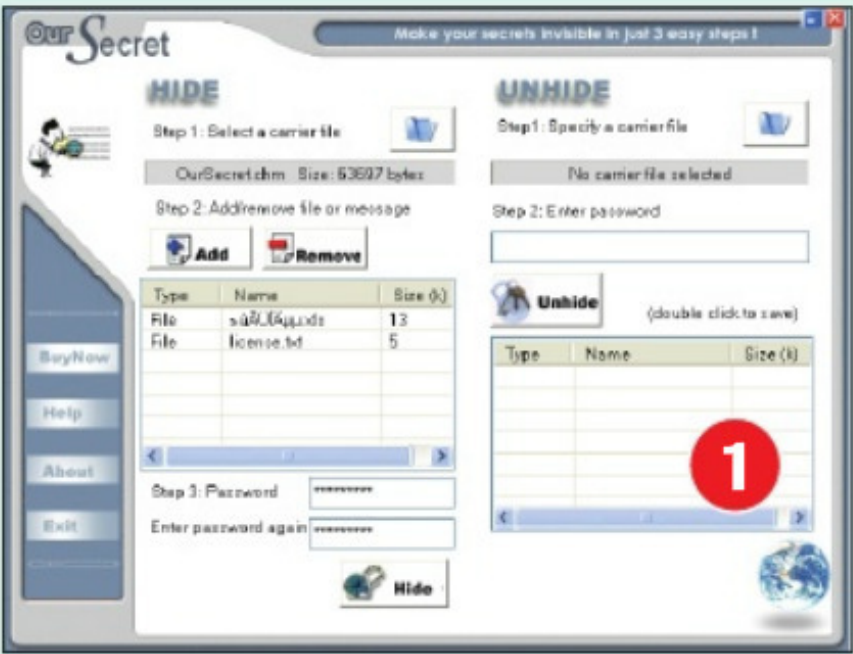 Our Secret
Make your secrets invisible in just 3 easy steps !
HIDE
Step 1: Select a carrier file
OurSecret.chm Size: 63697 bytes
Step 2: Add/remove file or message
Add
Remove
Type Name Size (k)
File 13
File license.txt 5
Step 3: Password *********
Enter password again *********
Hide
UNHIDE
Step1: Specify a carrier file
No carrier file selected
Step 2: Enter password
Unhide
(double click to save)
Type Name Size (k)
1
BuyNow
Help
About
Exit